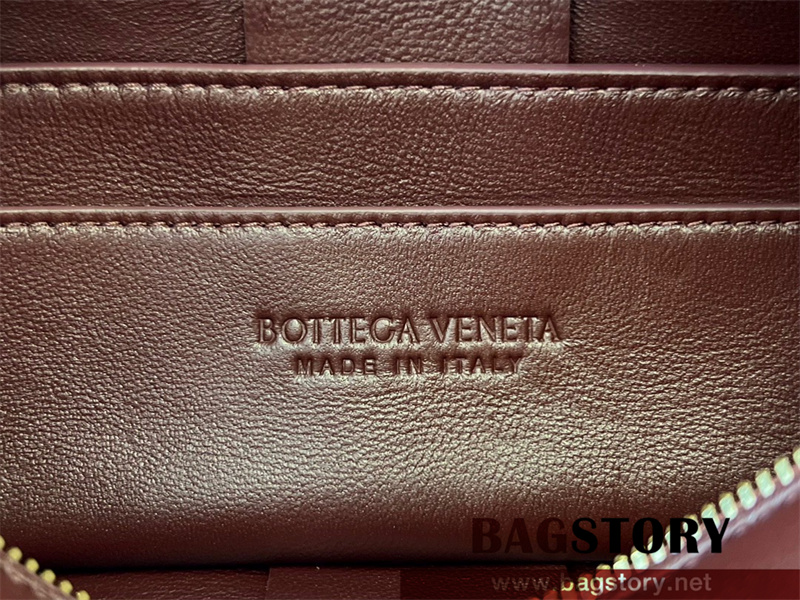 BOTTEGA VENETA
MADE IN ITALY
BAGSTORY
www.bagstory.net